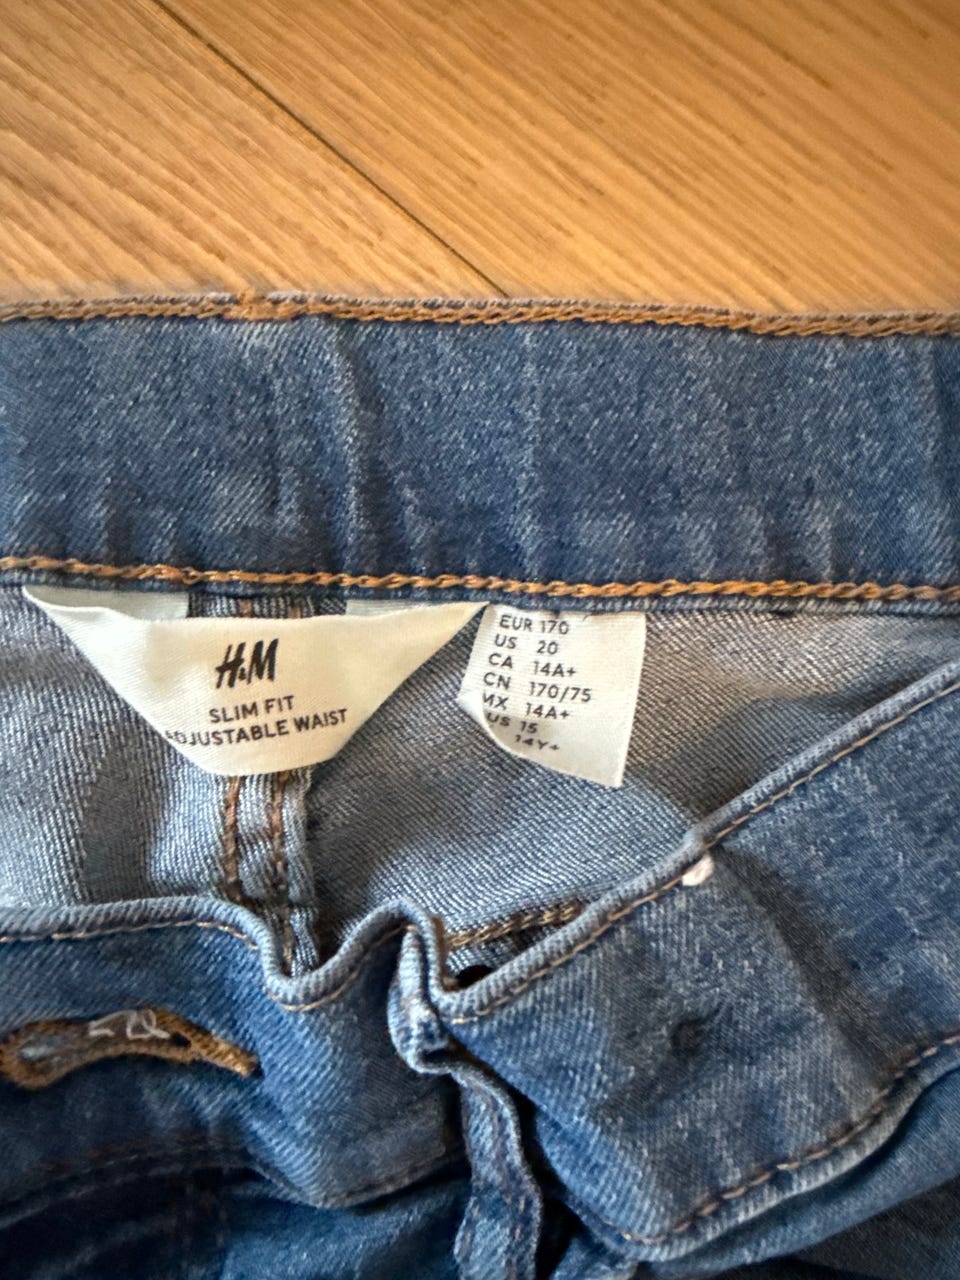 H&M
SLIM FIT
ADJUSTABLE WAIST
EUR 170
US 20
CA 14A+
CN 170/75
MX 14A+
US 15
14Y+